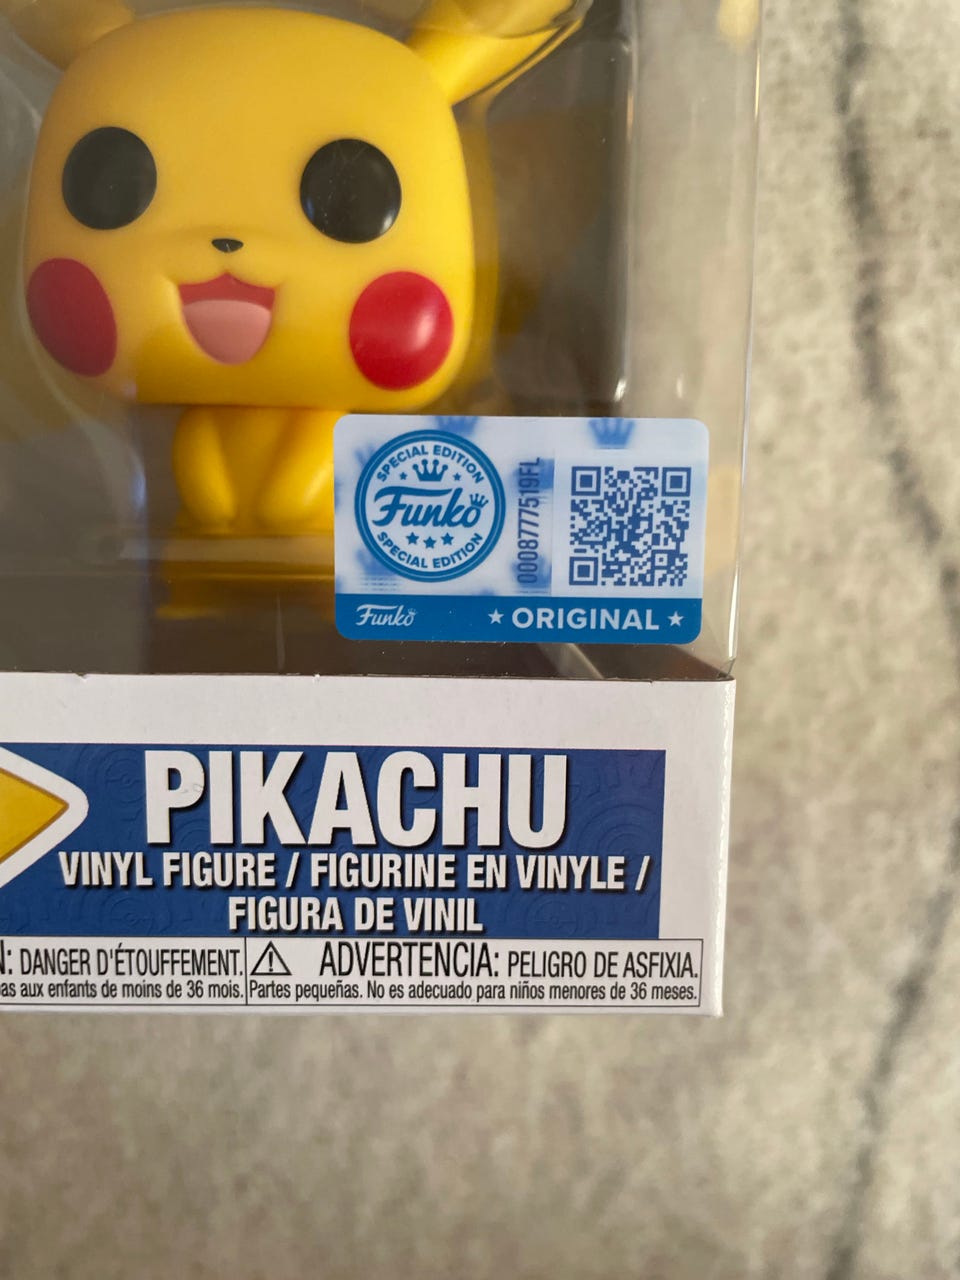 SPECIAL EDITION
Funko
SPECIAL EDITION
0008777519FL
Funko
★ ORIGINAL ★
PIKACHU
VINYL FIGURE / FIGURINE EN VINYLE /
FIGURA DE VINIL
N: DANGER D'ÉTOUFFEMENT.
as aux enfants de moins de 36 mois.
⚠ ADVERTENCIA: PELIGRO DE ASFIXIA.
Partes pequeñas. No es adecuado para niños menores de 36 meses.